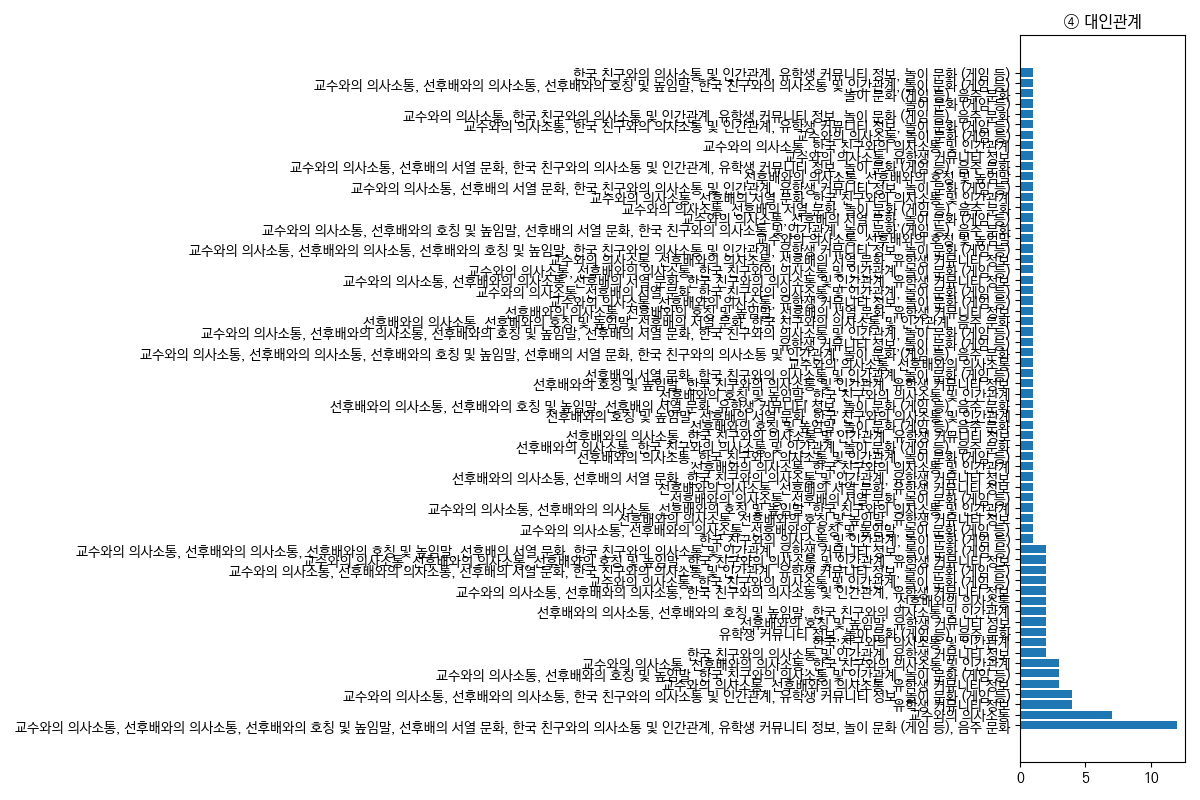 ④ 대인관계
한국 친구와의 의사소통 및 인간관계, 유학생 커뮤니티 정보, 놀이 문화 (게임 등)
교수와의 의사소통, 선후배와의 의사소통, 선후배와의 호칭 및 높임말, 한국 친구와의 의사소통 및 인간관계, 놀이 문화 (게임 등)
놀이 문화 (게임 등), 음주 문화
놀이 문화 (게임 등)
교수와의 의사소통, 한국 친구와의 의사소통 및 인간관계, 유학생 커뮤니티 정보, 놀이 문화 (게임 등), 음주 문화
교수와의 의사소통, 한국 친구와의 의사소통 및 인간관계, 유학생 커뮤니티 정보, 놀이 문화 (게임 등)
교수와의 의사소통, 놀이 문화 (게임 등)
교수와의 의사소통, 한국 친구와의 의사소통 및 인간관계
교수와의 의사소통, 유학생 커뮤니티 정보
교수와의 의사소통, 선후배의 서열 문화, 한국 친구와의 의사소통 및 인간관계, 유학생 커뮤니티 정보, 놀이 문화 (게임 등), 음주 문화
선후배와의 의사소통, 선후배와의 호칭 및 높임말
교수와의 의사소통, 선후배의 서열 문화, 한국 친구와의 의사소통 및 인간관계, 유학생 커뮤니티 정보, 놀이 문화 (게임 등)
교수와의 의사소통, 선후배의 서열 문화, 한국 친구와의 의사소통 및 인간관계
교수와의 의사소통, 선후배의 서열 문화, 놀이 문화 (게임 등), 음주 문화
교수와의 의사소통, 선후배의 서열 문화, 놀이 문화 (게임 등)
교수와의 의사소통, 선후배와의 호칭 및 높임말, 선후배의 서열 문화, 한국 친구와의 의사소통 및 인간관계, 놀이 문화 (게임 등), 음주 문화
교수와의 의사소통, 선후배와의 호칭 및 높임말
교수와의 의사소통, 선후배와의 의사소통, 선후배와의 호칭 및 높임말, 한국 친구와의 의사소통 및 인간관계, 유학생 커뮤니티 정보, 놀이 문화 (게임 등)
교수와의 의사소통, 선후배와의 의사소통, 선후배의 서열 문화, 유학생 커뮤니티 정보
교수와의 의사소통, 선후배와의 의사소통, 한국 친구와의 의사소통 및 인간관계, 놀이 문화 (게임 등)
교수와의 의사소통, 선후배와의 의사소통, 선후배의 서열 문화, 한국 친구와의 의사소통 및 인간관계, 유학생 커뮤니티 정보
교수와의 의사소통, 선후배의 서열 문화, 한국 친구와의 의사소통 및 인간관계, 놀이 문화 (게임 등)
교수와의 의사소통, 선후배와의 의사소통, 유학생 커뮤니티 정보, 놀이 문화 (게임 등)
선후배와의 의사소통, 선후배와의 호칭 및 높임말, 선후배의 서열 문화, 유학생 커뮤니티 정보
선후배와의 의사소통, 선후배와의 호칭 및 높임말, 선후배의 서열 문화, 한국 친구와의 의사소통 및 인간관계, 음주 문화
교수와의 의사소통, 선후배와의 의사소통, 선후배와의 호칭 및 높임말, 선후배의 서열 문화, 한국 친구와의 의사소통 및 인간관계, 놀이 문화 (게임 등)
유학생 커뮤니티 정보, 놀이 문화 (게임 등)
교수와의 의사소통, 선후배와의 의사소통, 선후배와의 호칭 및 높임말, 선후배의 서열 문화, 한국 친구와의 의사소통 및 인간관계, 놀이 문화 (게임 등), 음주 문화
교수와의 의사소통, 선후배와의 의사소통
선후배의 서열 문화, 한국 친구와의 의사소통 및 인간관계, 놀이 문화 (게임 등)
선후배와의 호칭 및 높임말, 한국 친구와의 의사소통 및 인간관계, 유학생 커뮤니티 정보
선후배와의 호칭 및 높임말, 한국 친구와의 의사소통 및 인간관계
선후배와의 의사소통, 선후배와의 호칭 및 높임말, 선후배의 서열 문화, 유학생 커뮤니티 정보, 놀이 문화 (게임 등), 음주 문화
선후배와의 호칭 및 높임말, 선후배의 서열 문화, 한국 친구와의 의사소통 및 인간관계
선후배와의 호칭 및 높임말, 놀이 문화 (게임 등), 음주 문화
선후배와의 의사소통, 한국 친구와의 의사소통 및 인간관계, 유학생 커뮤니티 정보
선후배와의 의사소통, 한국 친구와의 의사소통 및 인간관계, 놀이 문화 (게임 등), 음주 문화
선후배와의 의사소통, 한국 친구와의 의사소통 및 인간관계, 놀이 문화 (게임 등)
선후배와의 의사소통, 한국 친구와의 의사소통 및 인간관계
선후배와의 의사소통, 선후배의 서열 문화, 한국 친구와의 의사소통 및 인간관계, 유학생 커뮤니티 정보
선후배와의 의사소통, 선후배의 서열 문화, 유학생 커뮤니티 정보
선후배와의 의사소통, 선후배의 서열 문화, 놀이 문화 (게임 등)
교수와의 의사소통, 선후배와의 의사소통, 선후배와의 호칭 및 높임말, 한국 친구와의 의사소통 및 인간관계
선후배와의 의사소통, 선후배와의 호칭 및 높임말, 유학생 커뮤니티 정보
교수와의 의사소통, 선후배와의 의사소통, 선후배와의 호칭 및 높임말, 놀이 문화 (게임 등)
한국 친구와의 의사소통 및 인간관계, 놀이 문화 (게임 등)
교수와의 의사소통, 선후배와의 의사소통, 선후배와의 호칭 및 높임말, 선후배의 서열 문화, 한국 친구와의 의사소통 및 인간관계, 유학생 커뮤니티 정보, 놀이 문화 (게임 등)
교수와의 의사소통, 선후배와의 의사소통, 선후배와의 호칭 및 높임말, 한국 친구와의 의사소통 및 인간관계, 유학생 커뮤니티 정보
교수와의 의사소통, 선후배와의 의사소통, 선후배의 서열 문화, 한국 친구와의 의사소통 및 인간관계, 유학생 커뮤니티 정보, 놀이 문화 (게임 등)
교수와의 의사소통, 한국 친구와의 의사소통 및 인간관계, 놀이 문화 (게임 등)
교수와의 의사소통, 선후배와의 의사소통, 한국 친구와의 의사소통 및 인간관계, 유학생 커뮤니티 정보
선후배와의 의사소통
선후배와의 의사소통, 선후배와의 호칭 및 높임말, 한국 친구와의 의사소통 및 인간관계
선후배와의 호칭 및 높임말, 유학생 커뮤니티 정보
유학생 커뮤니티 정보, 놀이 문화 (게임 등), 음주 문화
한국 친구와의 의사소통 및 인간관계
한국 친구와의 의사소통 및 인간관계, 유학생 커뮤니티 정보
교수와의 의사소통, 선후배와의 의사소통, 한국 친구와의 의사소통 및 인간관계
교수와의 의사소통, 선후배와의 호칭 및 높임말, 한국 친구와의 의사소통 및 인간관계, 놀이 문화 (게임 등)
교수와의 의사소통, 선후배와의 의사소통, 유학생 커뮤니티 정보
교수와의 의사소통, 선후배와의 의사소통, 한국 친구와의 의사소통 및 인간관계, 유학생 커뮤니티 정보, 놀이 문화 (게임 등)
유학생 커뮤니티 정보
교수와의 의사소통
교수와의 의사소통, 선후배와의 의사소통, 선후배와의 호칭 및 높임말, 선후배의 서열 문화, 한국 친구와의 의사소통 및 인간관계, 유학생 커뮤니티 정보, 놀이 문화 (게임 등), 음주 문화
0 5 10